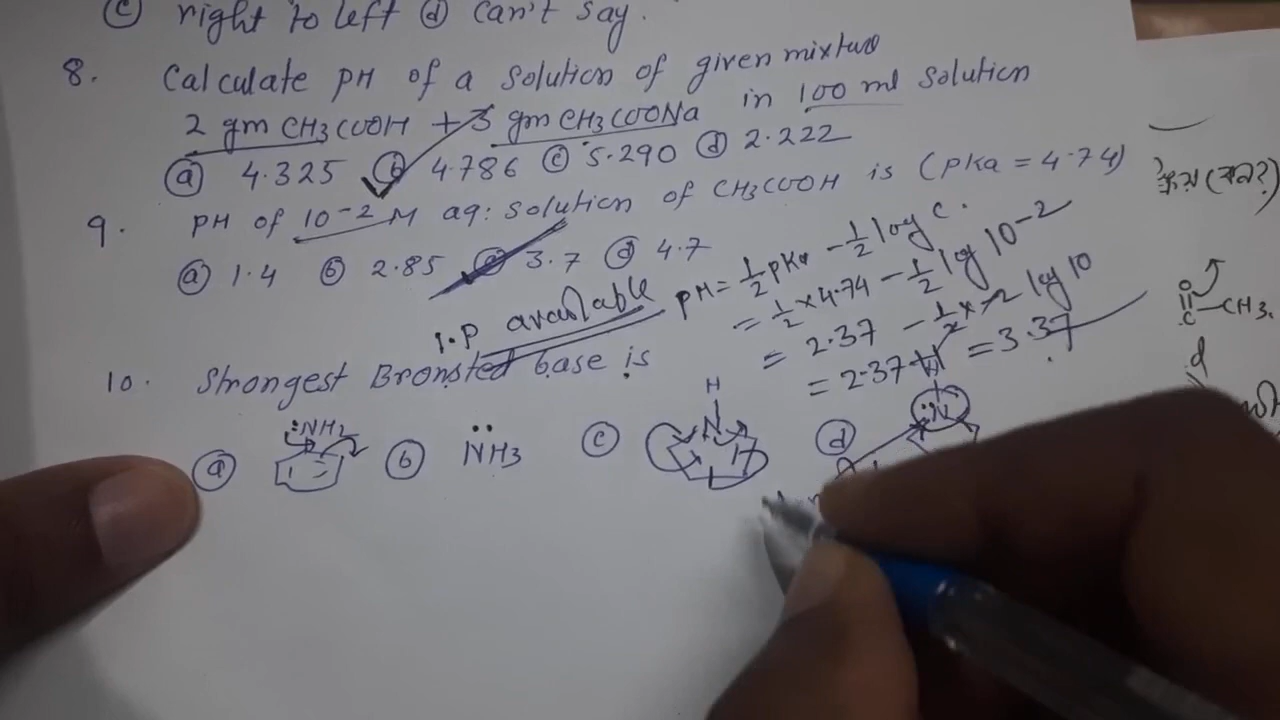 ⓒ right to left ⓓ Can't say.
8. Calculate PH of a solution of given mixture
2 gm CH3COOH + 3 gm CH3COONa in 100 ml solution
ⓐ 4.325 ⓑ 4.786 ⓒ 5.290 ⓓ 2.222
9. PH of 10-2 M aq: solution of CH3COOH is (pKa = 4.74)
ⓐ 1.4 ⓑ 2.85 ⓒ 3.7 ⓓ 4.7
pH = ½ pKa - ½ log C.
= ½ × 4.74 - ½ log 10-2
= 2.37 - ½ × -2 log 10
= 2.37 + 1 = 3.37
l.p available
10. Strongest Bronsted base is
ⓐ :NH2 ⓑ NH3 ⓒ H N ⓓ H :N
O
C - CH3.